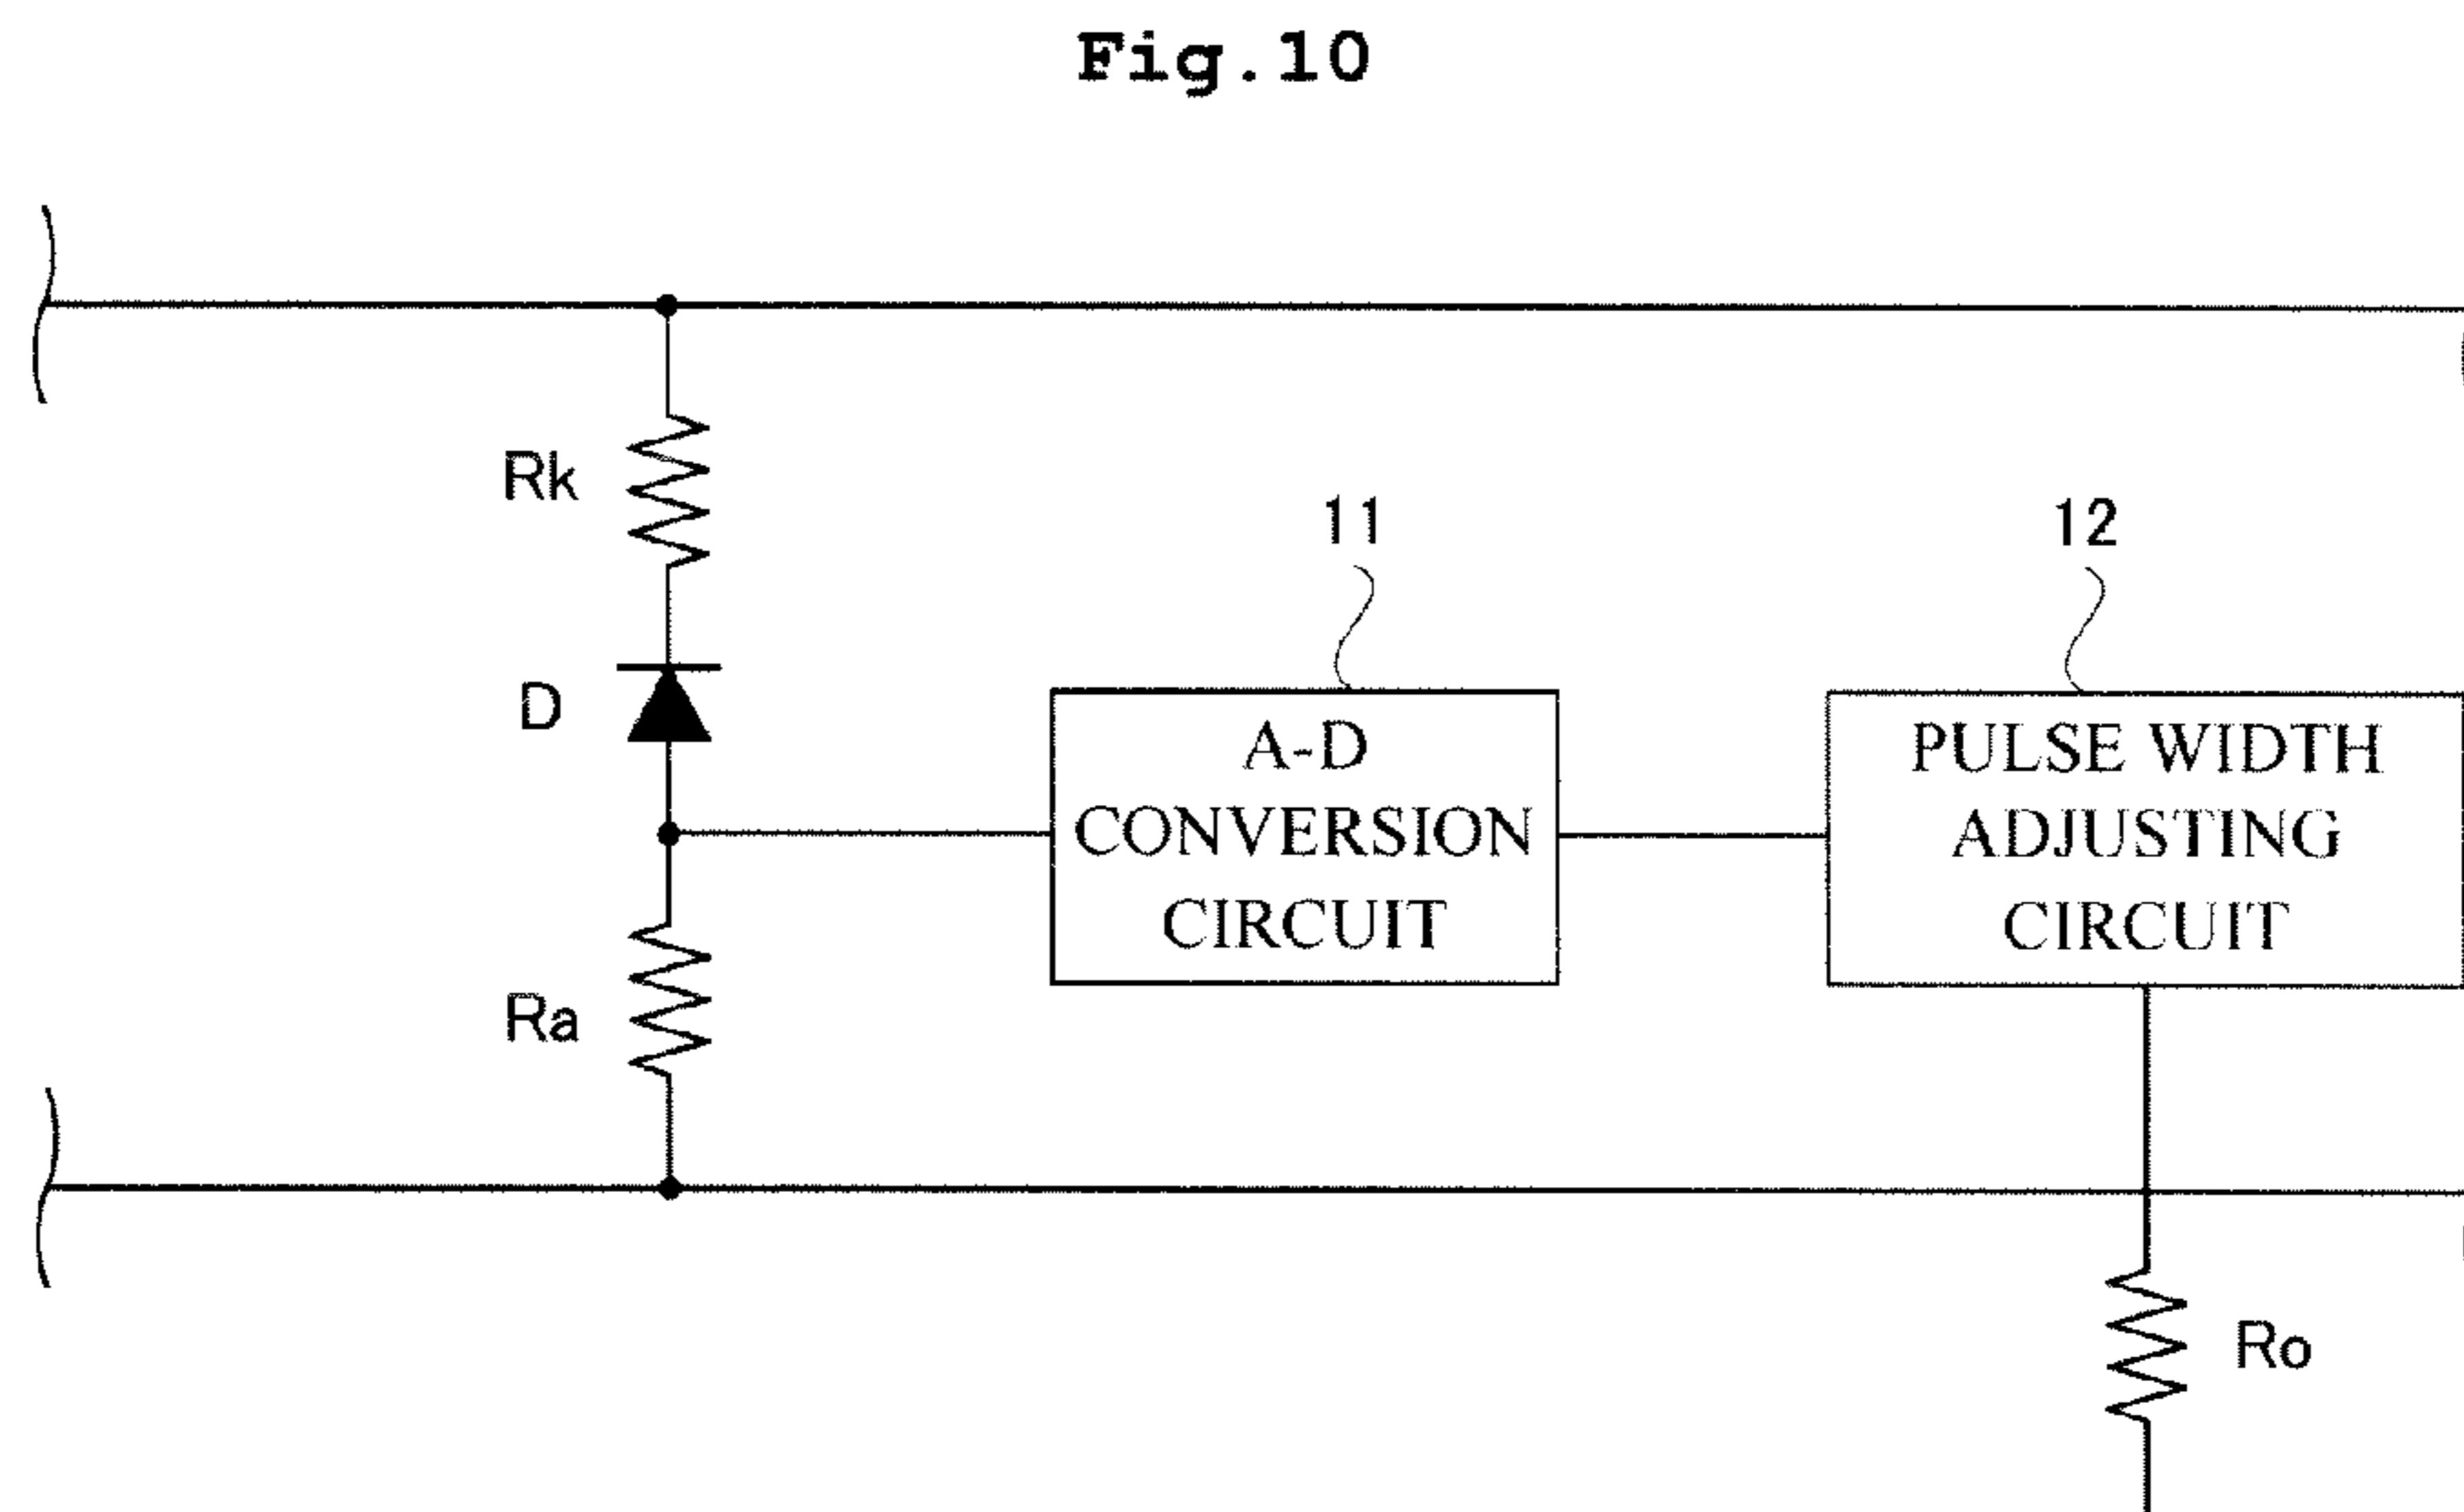 Fig.10
Rk
11
12
D
A-D
CONVERSION
CIRCUIT
PULSE WIDTH
ADJUSTING
CIRCUIT
Ra
Ro